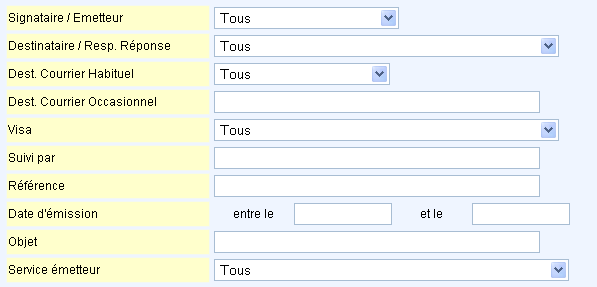 Signataire / Emetteur Tous
Destinataire / Resp. Réponse Tous
Dest. Courrier Habituel Tous
Dest. Courrier Occasionnel
Visa Tous
Suivi par
Référence
Date d'émission entre le et le
Objet
Service émetteur Tous